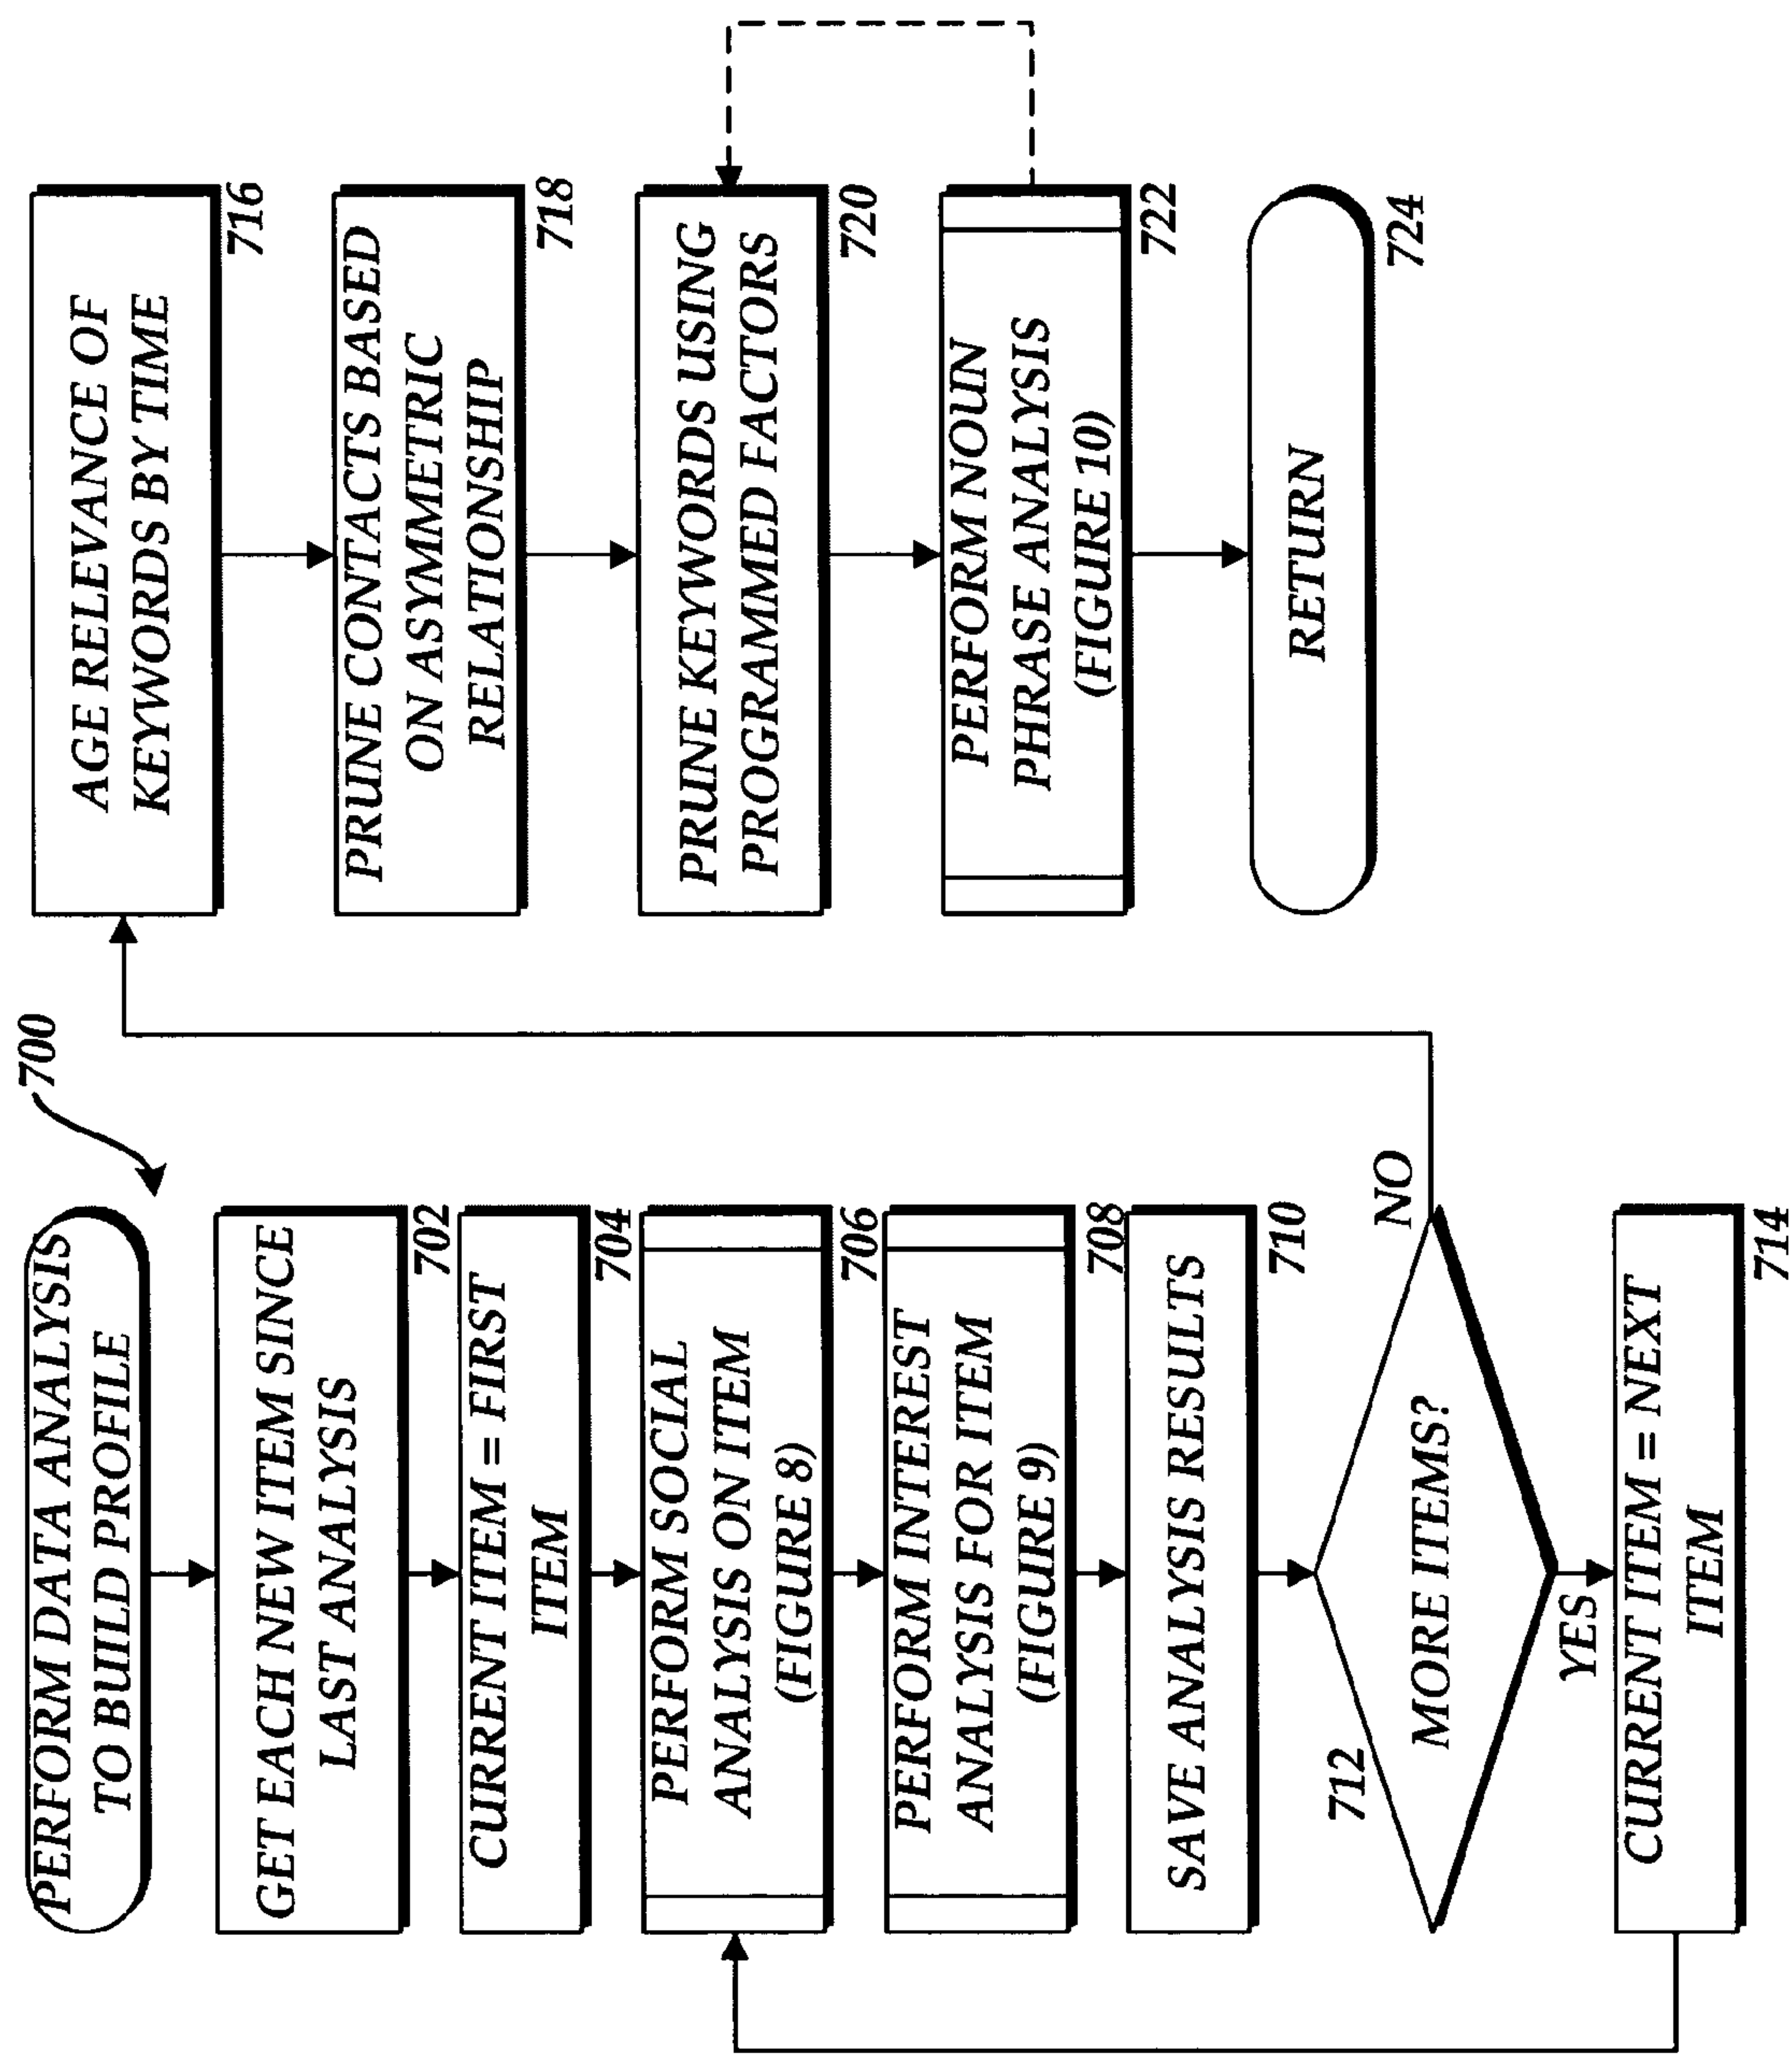 700
PERFORM DATA ANALYSIS
TO BUILD PROFILE
GET EACH NEW ITEM SINCE
LAST ANALYSIS
702
CURRENT ITEM = FIRST
ITEM
704
PERFORM SOCIAL
ANALYSIS ON ITEM
(FIGURE 8)
706
PERFORM INTEREST
ANALYSIS FOR ITEM
(FIGURE 9)
708
SAVE ANALYSIS RESULTS
710
712
MORE ITEMS?
NO
YES
CURRENT ITEM = NEXT
ITEM
714
AGE RELEVANCE OF
KEYWORDS BY TIME
716
PRUNE CONTACTS BASED
ON ASYMMETRIC
RELATIONSHIP
718
PRUNE KEYWORDS USING
PROGRAMMED FACTORS
720
PERFORM NOUN
PHRASE ANALYSIS
(FIGURE 10)
722
RETURN
724